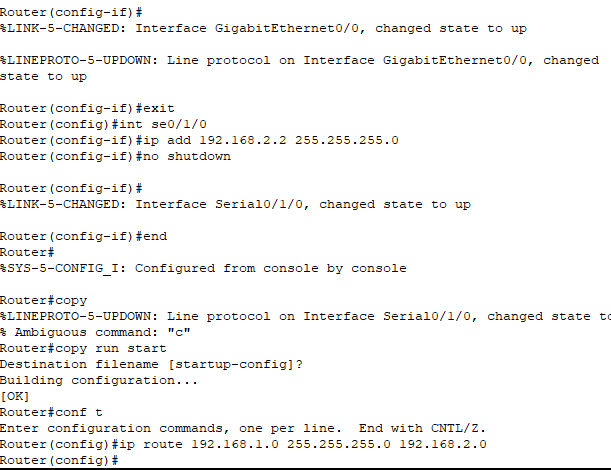 Router(config-if)#
%LINK-5-CHANGED: Interface GigabitEthernet0/0, changed state to up
%LINEPROTO-5-UPDOWN: Line protocol on Interface GigabitEthernet0/0, changed
state to up
Router(config-if)#exit
Router(config)#int se0/1/0
Router(config-if)#ip add 192.168.2.2 255.255.255.0
Router(config-if)#no shutdown
Router(config-if)#
%LINK-5-CHANGED: Interface Serial0/1/0, changed state to up
Router(config-if)#end
Router#
%SYS-5-CONFIG_I: Configured from console by console
Router#copy
%LINEPROTO-5-UPDOWN: Line protocol on Interface Serial0/1/0, changed state to
% Ambiguous command: "c"
Router#copy run start
Destination filename [startup-config]?
Building configuration...
[OK]
Router#conf t
Enter configuration commands, one per line.  End with CNTL/Z.
Router(config)#ip route 192.168.1.0 255.255.255.0 192.168.2.0
Router(config)#